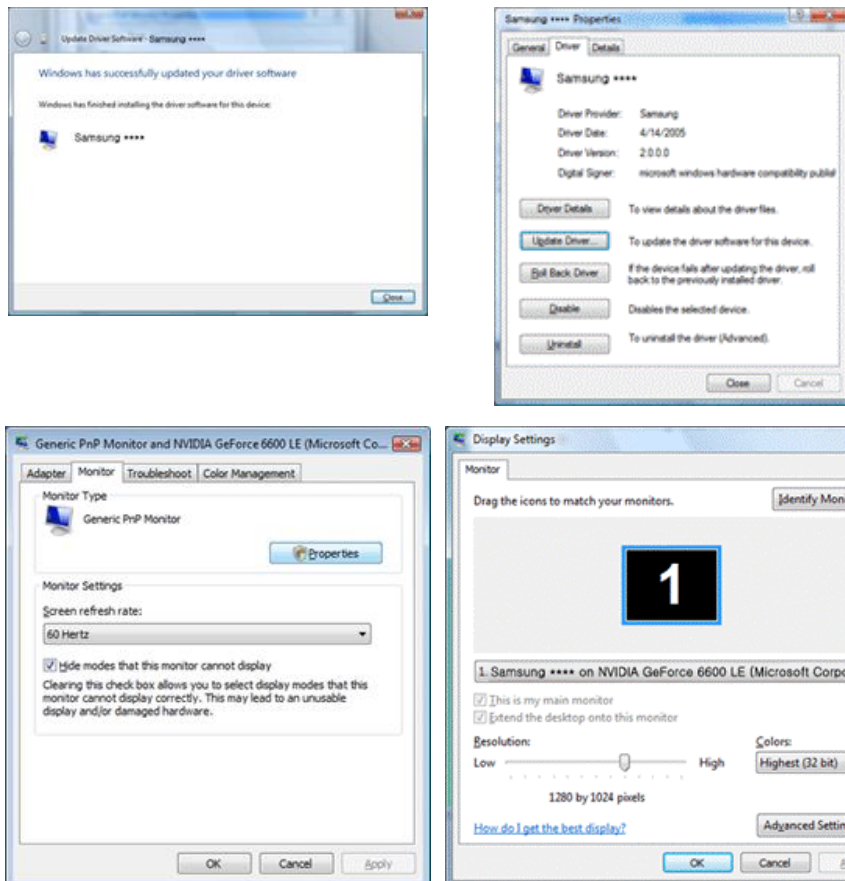 Update Driver Software - Samsung ****
Windows has successfully updated your driver software
Windows has finished installing the driver software for this device:
Samsung ****
Close
Samsung **** Properties
General Driver Details
Samsung ****
Driver Provider: Samsung
Driver Date: 4/14/2005
Driver Version: 2.0.0.0
Digital Signer: microsoft windows hardware compatibility publis
Driver Details To view details about the driver files.
Update Driver... To update the driver software for this device.
Roll Back Driver If the device fails after updating the driver, roll
back to the previously installed driver.
Disable Disables the selected device.
Uninstall To uninstall the driver (Advanced).
Close Cancel
Generic PnP Monitor and NVIDIA GeForce 6600 LE (Microsoft Co...
Adapter Monitor Troubleshoot Color Management
Monitor Type
Generic PnP Monitor
Properties
Monitor Settings
Screen refresh rate:
60 Hertz
Hide modes that this monitor cannot display
Clearing this check box allows you to select display modes that this
monitor cannot display correctly. This may lead to an unusable
display and/or damaged hardware.
OK Cancel Apply
Display Settings
Monitor
Drag the icons to match your monitors.
Identify Mon
1
1. Samsung **** on NVIDIA GeForce 6600 LE (Microsoft Corpo
This is my main monitor
Extend the desktop onto this monitor
Resolution:
Low High
1280 by 1024 pixels
Colors:
Highest (32 bit)
How do I get the best display?
Advanced Settin
OK Cancel A